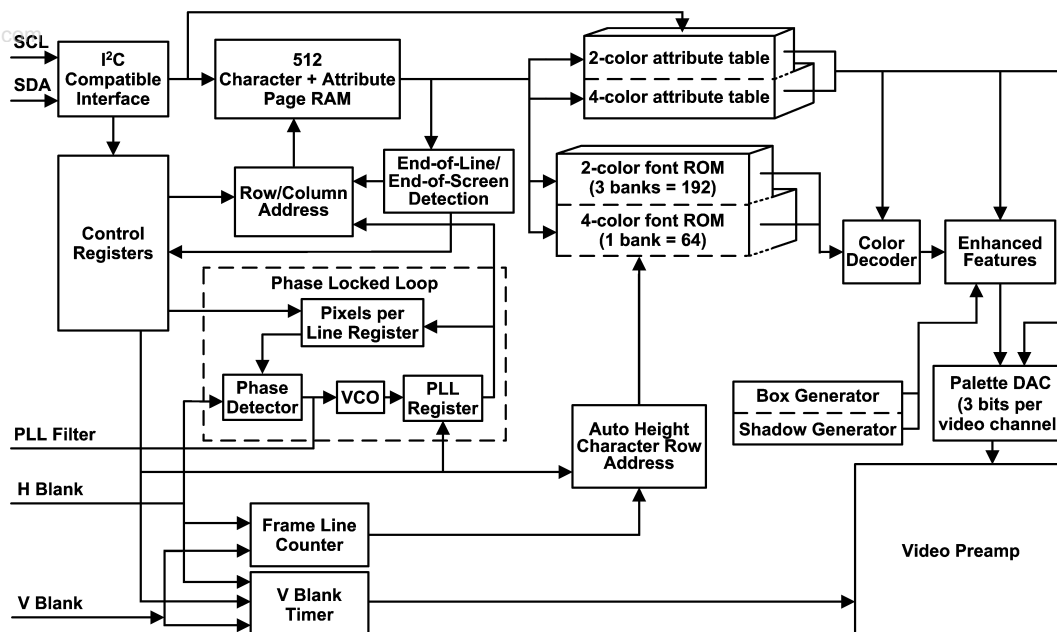 com
SCL
SDA
I²C
Compatible
Interface
512
Character + Attribute
Page RAM
2-color attribute table
4-color attribute table
Control
Registers
Row/Column
Address
End-of-Line/
End-of-Screen
Detection
2-color font ROM
(3 banks = 192)
4-color font ROM
(1 bank = 64)
Color
Decoder
Enhanced
Features
Phase Locked Loop
Pixels per
Line Register
Phase
Detector
VCO
PLL
Register
Auto Height
Character Row
Address
Box Generator
Shadow Generator
Palette DAC
(3 bits per
video channel
PLL Filter
H Blank
Frame Line
Counter
Video Preamp
V Blank
V Blank
Timer